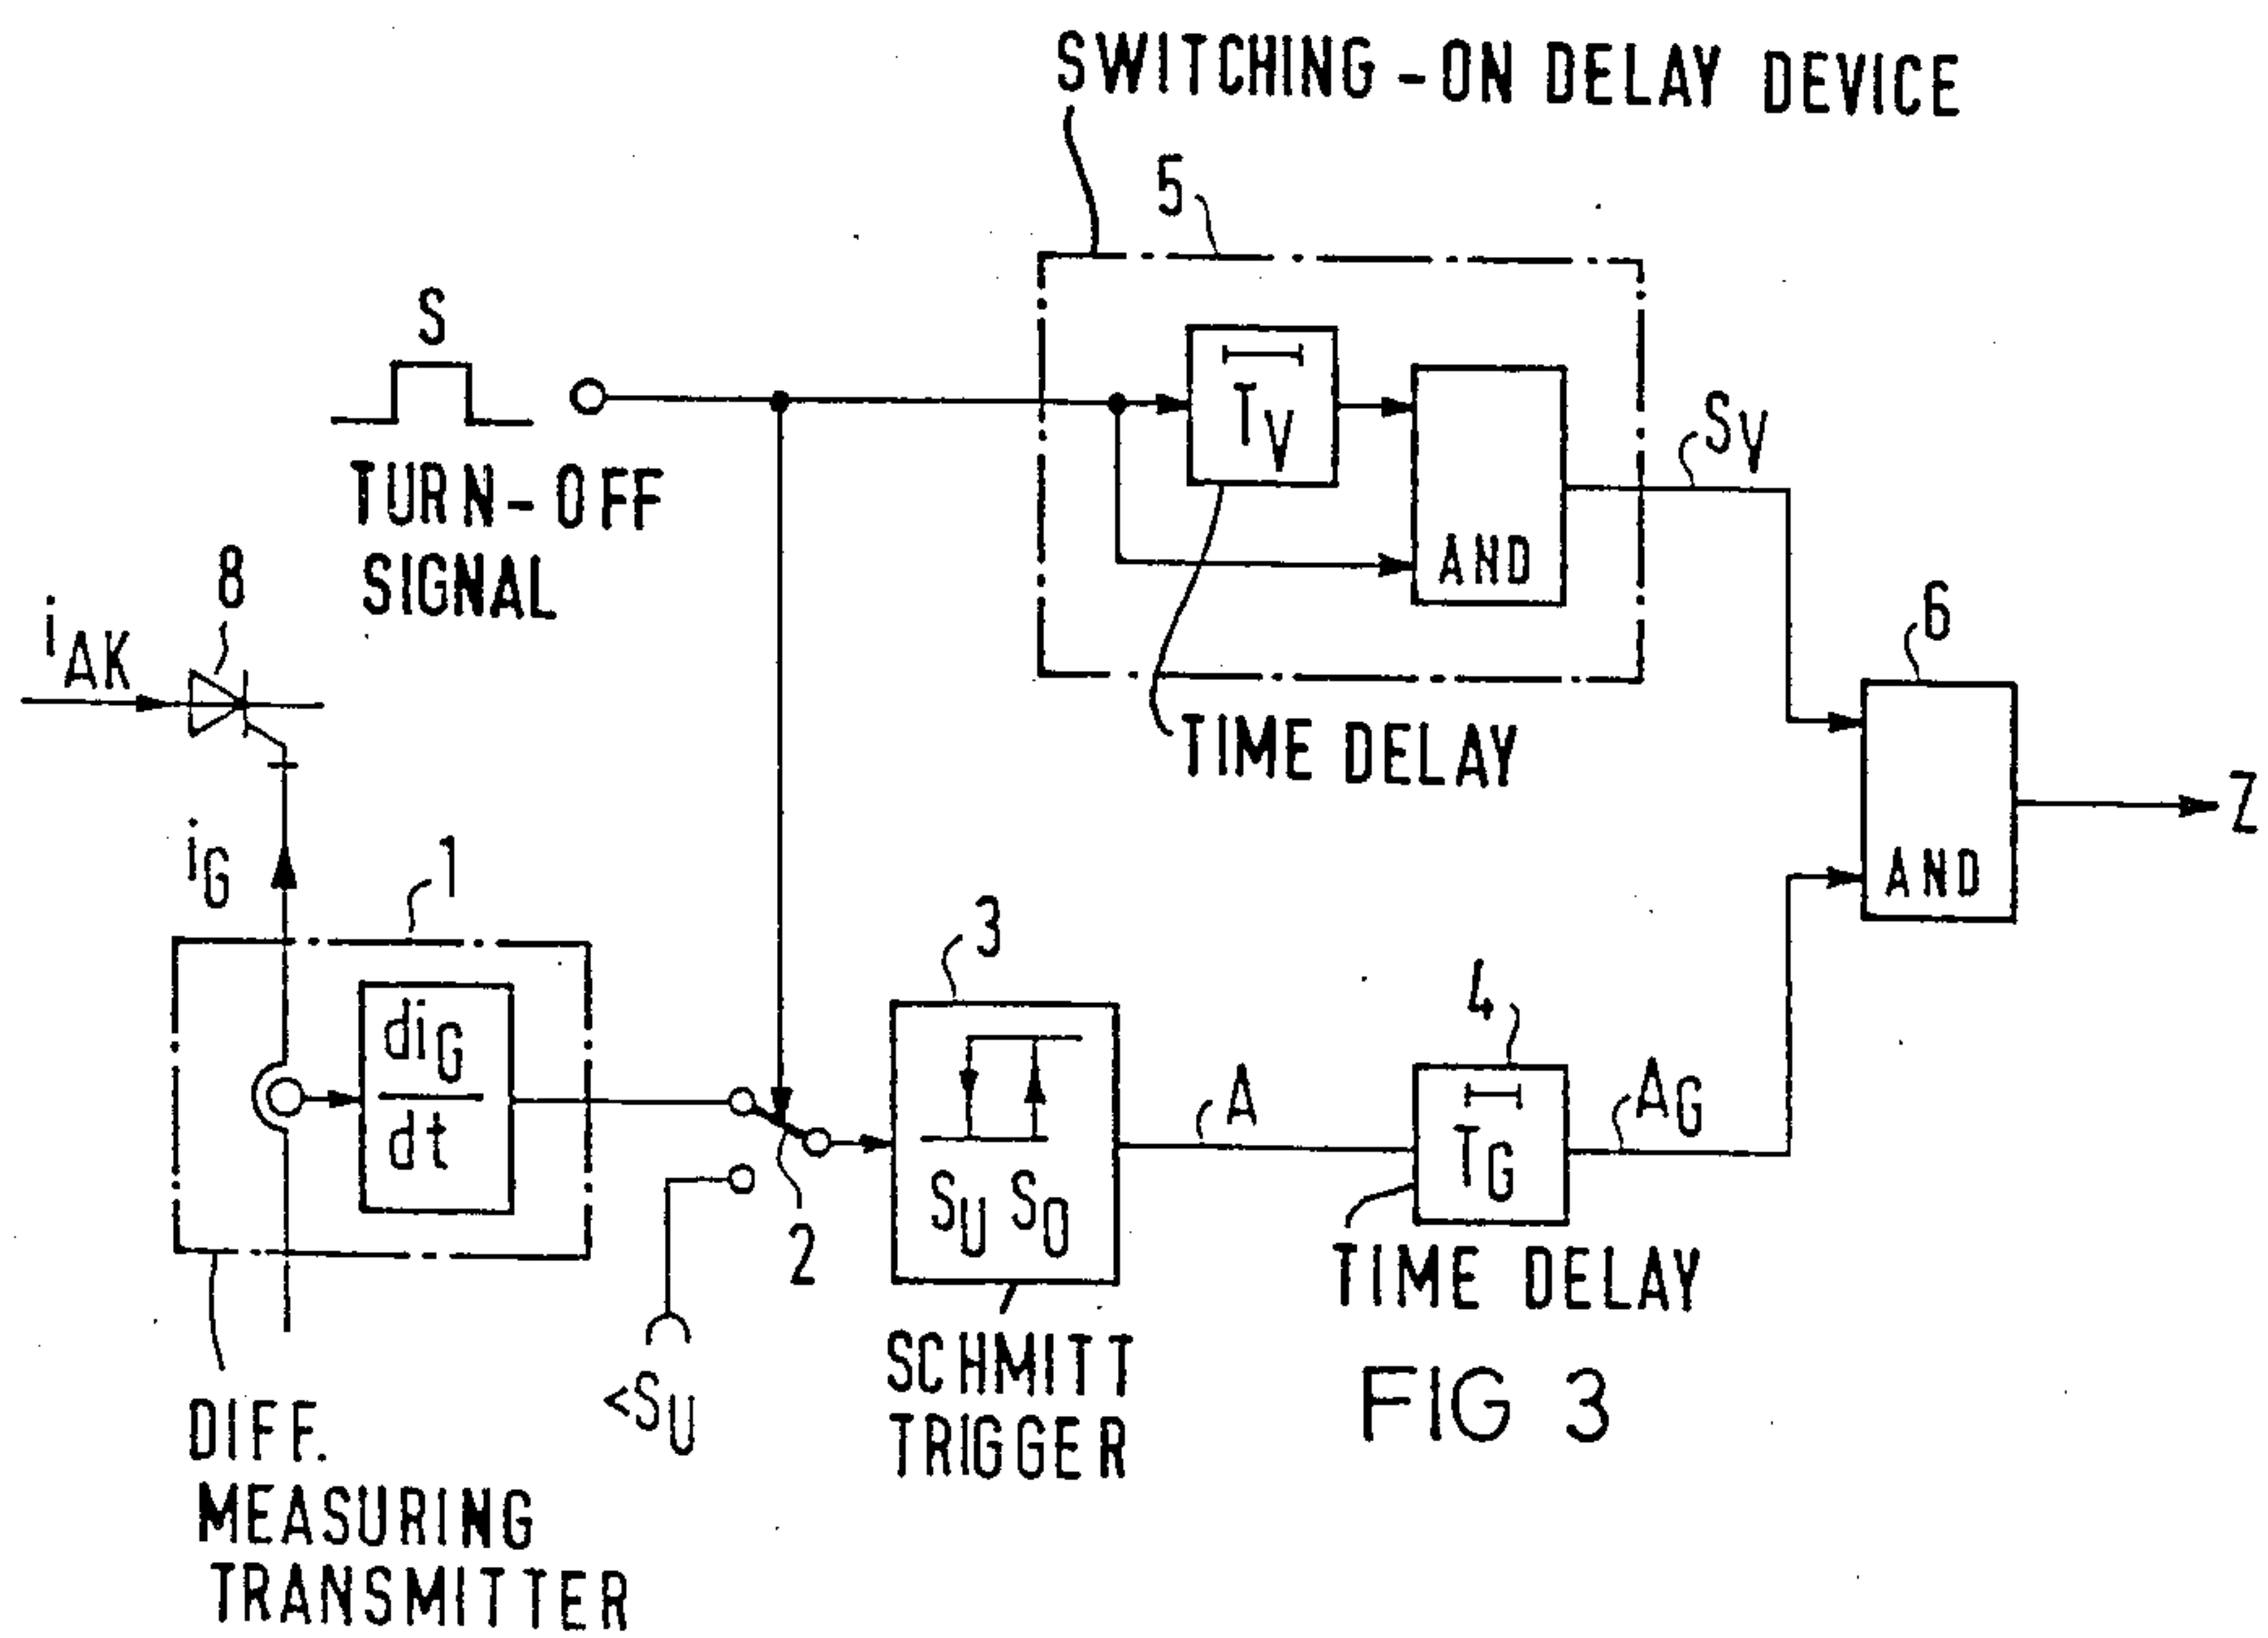 SWITCHING-ON DELAY DEVICE
5
S
TURN-OFF
SIGNAL
TV
AND
SV
8
iAK
6
TIME DELAY
Z
AND
iG
1
3
4
diG
dt
A
AG
TG
SU SO
2
TIME DELAY
<SU
SCHMITT
TRIGGER
FIG 3
DIFF.
MEASURING
TRANSMITTER